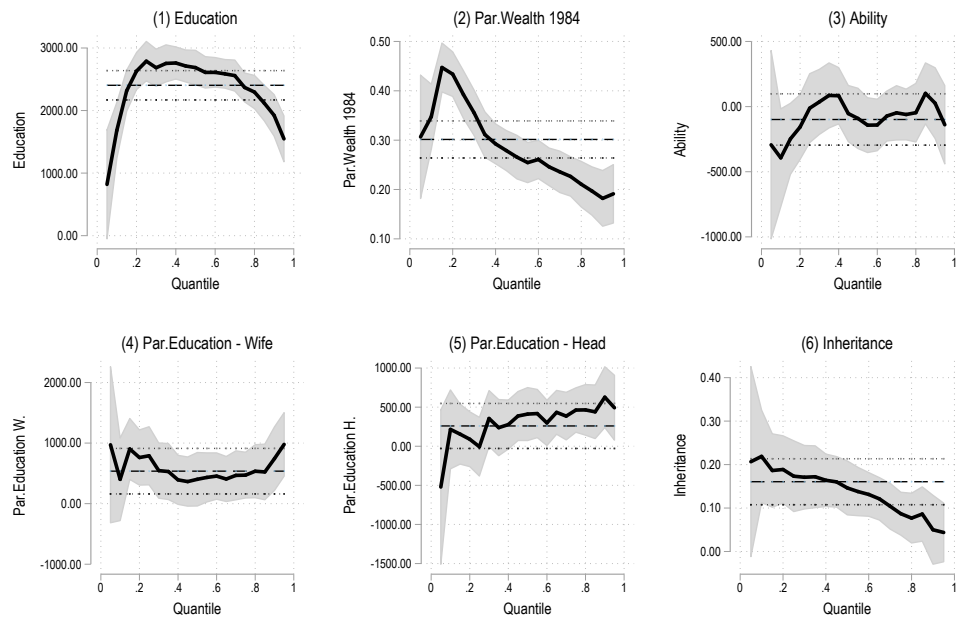 (1) Education
(2) Par.Wealth 1984
(3) Ability
Education
3000.00
2000.00
1000.00
0.00
0 .2 .4 .6 .8 1
Quantile
Par.Wealth 1984
0.50
0.40
0.30
0.20
0.10
0 .2 .4 .6 .8 1
Quantile
Ability
500.00
0.00
-500.00
-1000.00
0 .2 .4 .6 .8 1
Quantile
(4) Par.Education - Wife
(5) Par.Education - Head
(6) Inheritance
Par.Education W.
2000.00
1000.00
0.00
-1000.00
0 .2 .4 .6 .8 1
Quantile
Par.Education H.
1000.00
500.00
0.00
-500.00
-1000.00
-1500.00
0 .2 .4 .6 .8 1
Quantile
Inheritance
0.40
0.30
0.20
0.10
0.00
0 .2 .4 .6 .8 1
Quantile